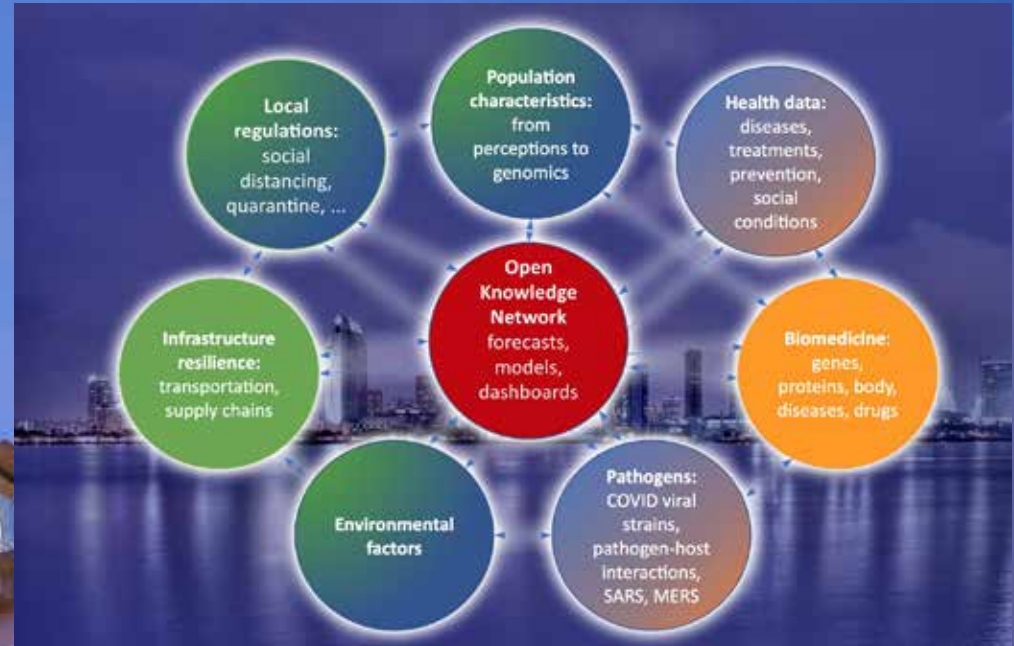 Local
regulations:
social
distancing,
quarantine, ...
Population
characteristics:
from
perceptions to
genomics
Health data:
diseases,
treatments,
prevention,
social
conditions
Open
Knowledge
Network
forecasts,
models,
dashboards
Infrastructure
resilience:
transportation,
supply chains
Biomedicine:
genes,
proteins, body,
diseases, drugs
Environmental
factors
Pathogens:
COVID viral
strains,
pathogen-host
interactions,
SARS, MERS